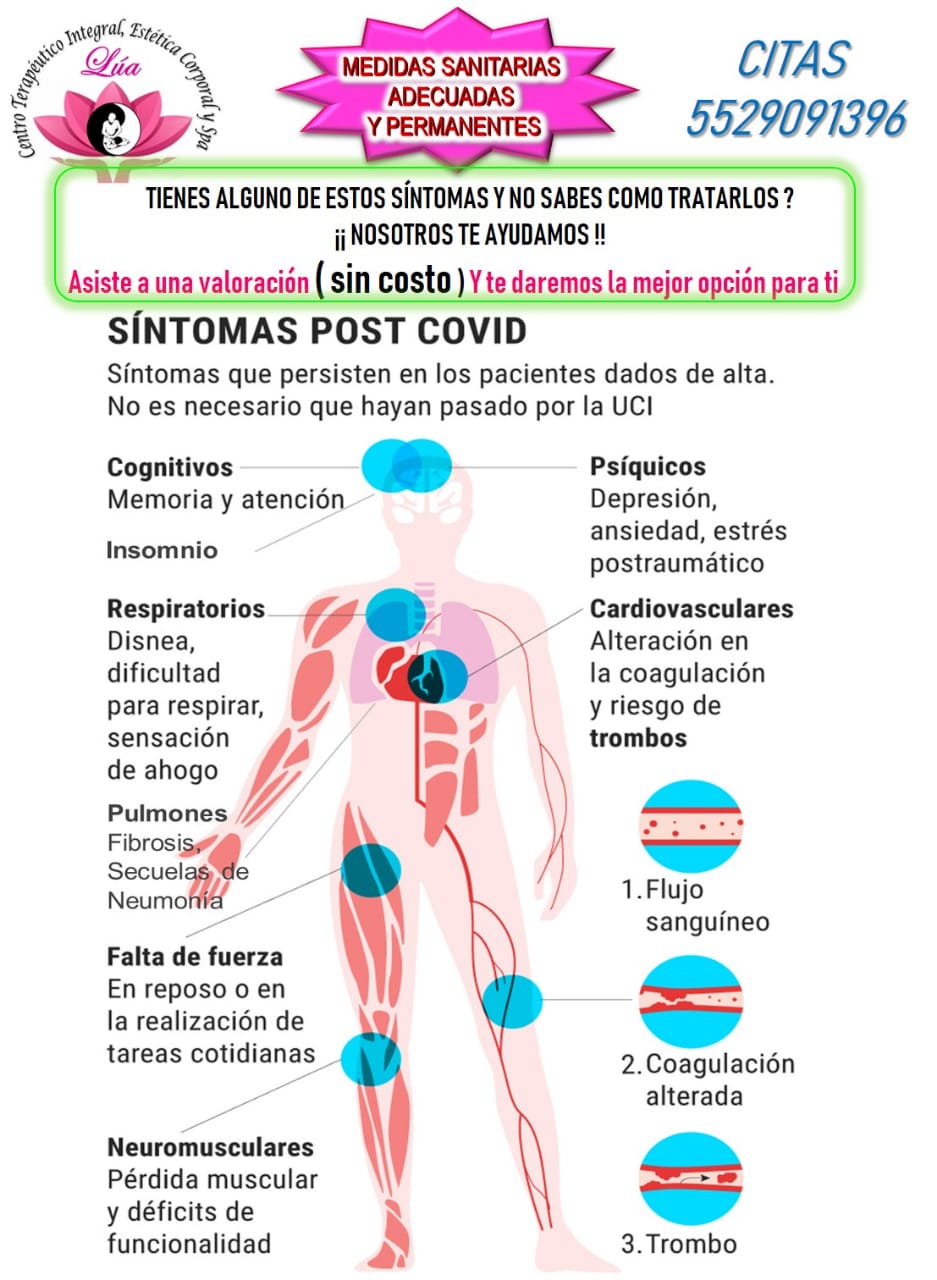 Centro Terapéutico Integral, Estética Corporal y Spa
Lúa
MEDIDAS SANITARIAS
ADECUADAS
Y PERMANENTES
CITAS
5529091396
TIENES ALGUNO DE ESTOS SÍNTOMAS Y NO SABES COMO TRATARLOS ?
¡¡ NOSOTROS TE AYUDAMOS !!
Asiste a una valoración ( sin costo ) Y te daremos la mejor opción para ti
SÍNTOMAS POST COVID
Síntomas que persisten en los pacientes dados de alta.
No es necesario que hayan pasado por la UCI
Cognitivos
Memoria y atención
Insomnio
Psíquicos
Depresión,
ansiedad, estrés
postraumático
Respiratorios
Disnea,
dificultad
para respirar,
sensación
de ahogo
Cardiovasculares
Alteración en
la coagulación
y riesgo de
trombos
Pulmones
Fibrosis,
Secuelas de
Neumonía
1. Flujo
sanguíneo
Falta de fuerza
En reposo o en
la realización de
tareas cotidianas
2. Coagulación
alterada
Neuromusculares
Pérdida muscular
y déficits de
funcionalidad
3. Trombo